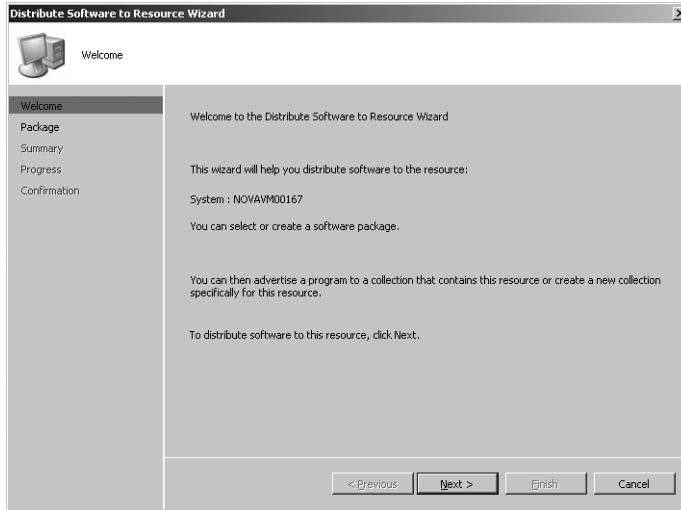 Distribute Software to Resource Wizard
Welcome
Welcome
Package
Summary
Progress
Confirmation
Welcome to the Distribute Software to Resource Wizard
This wizard will help you distribute software to the resource:
System : NOVAVM00167
You can select or create a software package.
You can then advertise a program to a collection that contains this resource or create a new collection
specifically for this resource.
To distribute software to this resource, click Next.
< Previous Next > Finish Cancel